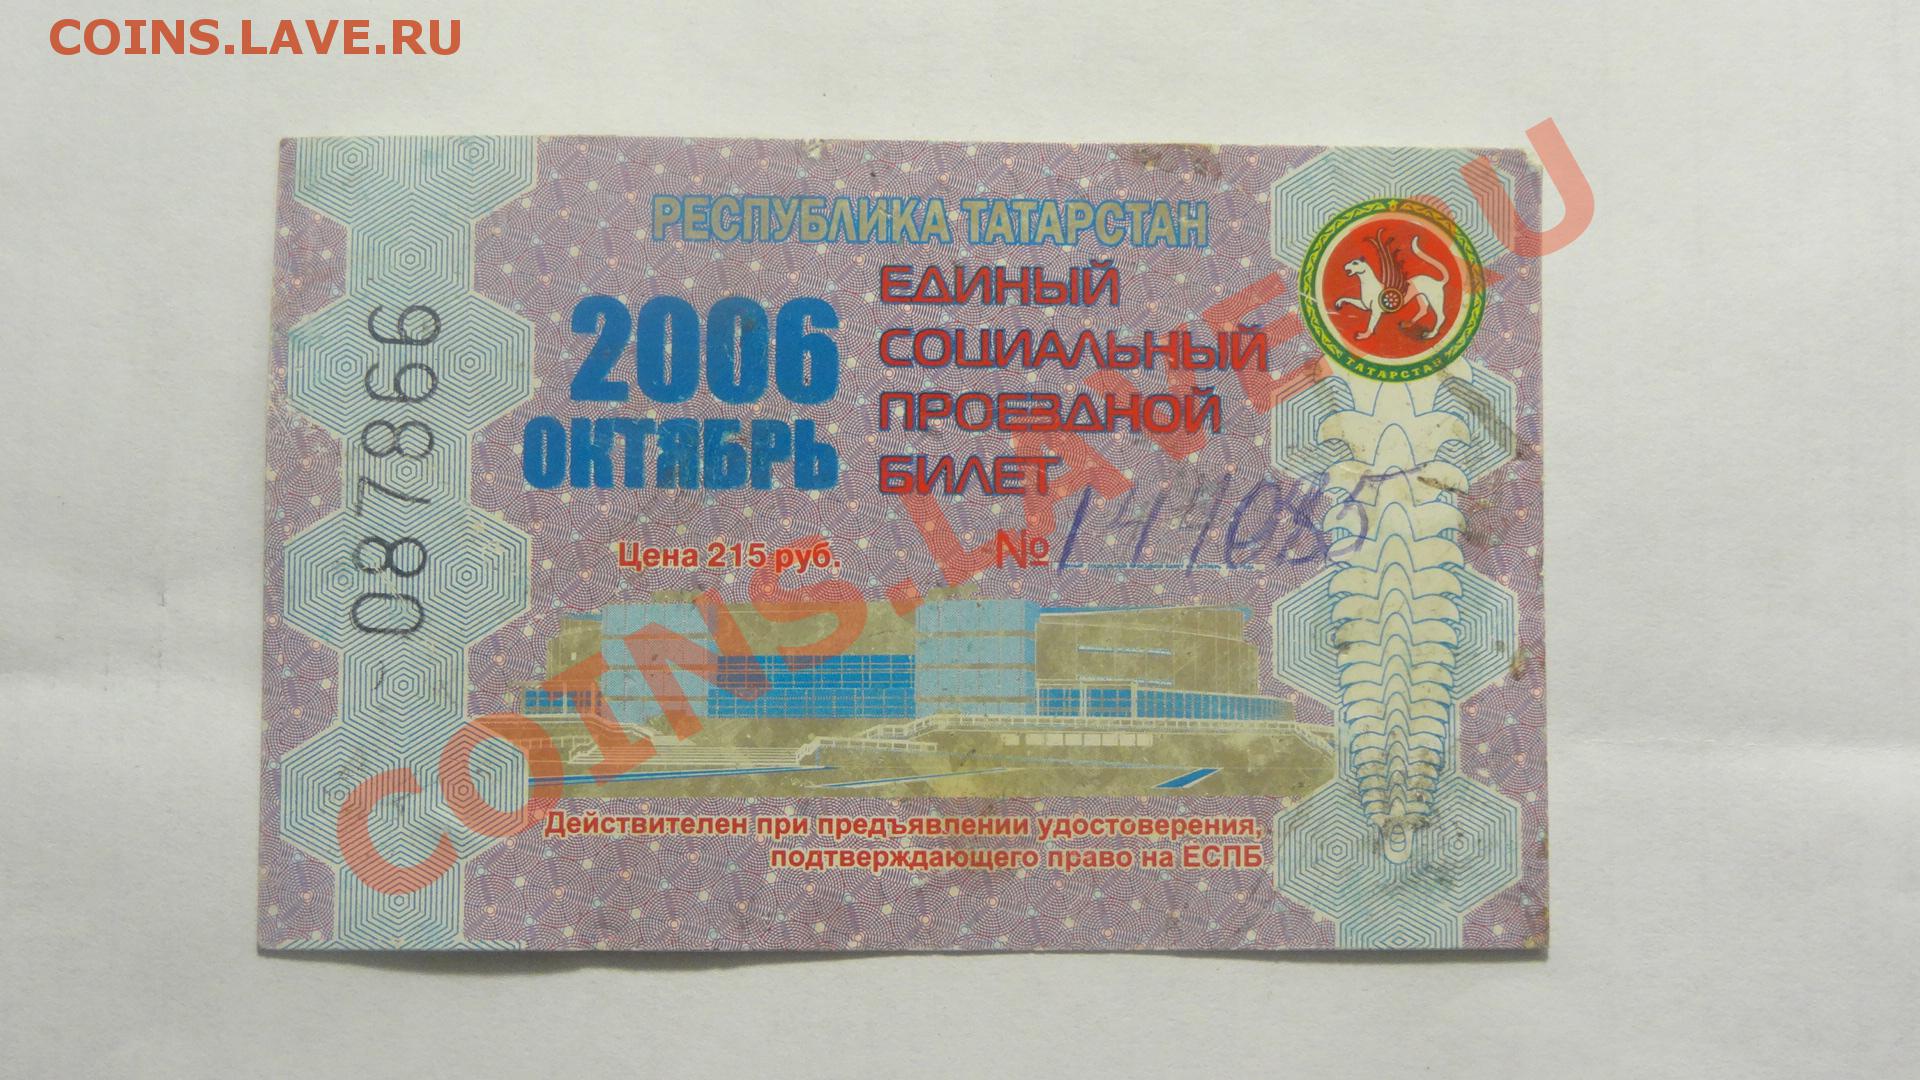 COINS.LAVE.RU
РЕСПУБЛИКА ТАТАРСТАН
2006
ОКТЯБРЬ
ЕДИНЫЙ
СОЦИАЛЬНЫЙ
ПРОЕЗДНОЙ
БИЛЕТ
ТАТАРСТАН
087866
Цена 215 руб.
№ 144085
COINS.LAVE.RU
Действителен при предъявлении удостоверения,
подтверждающего право на ЕСПБ